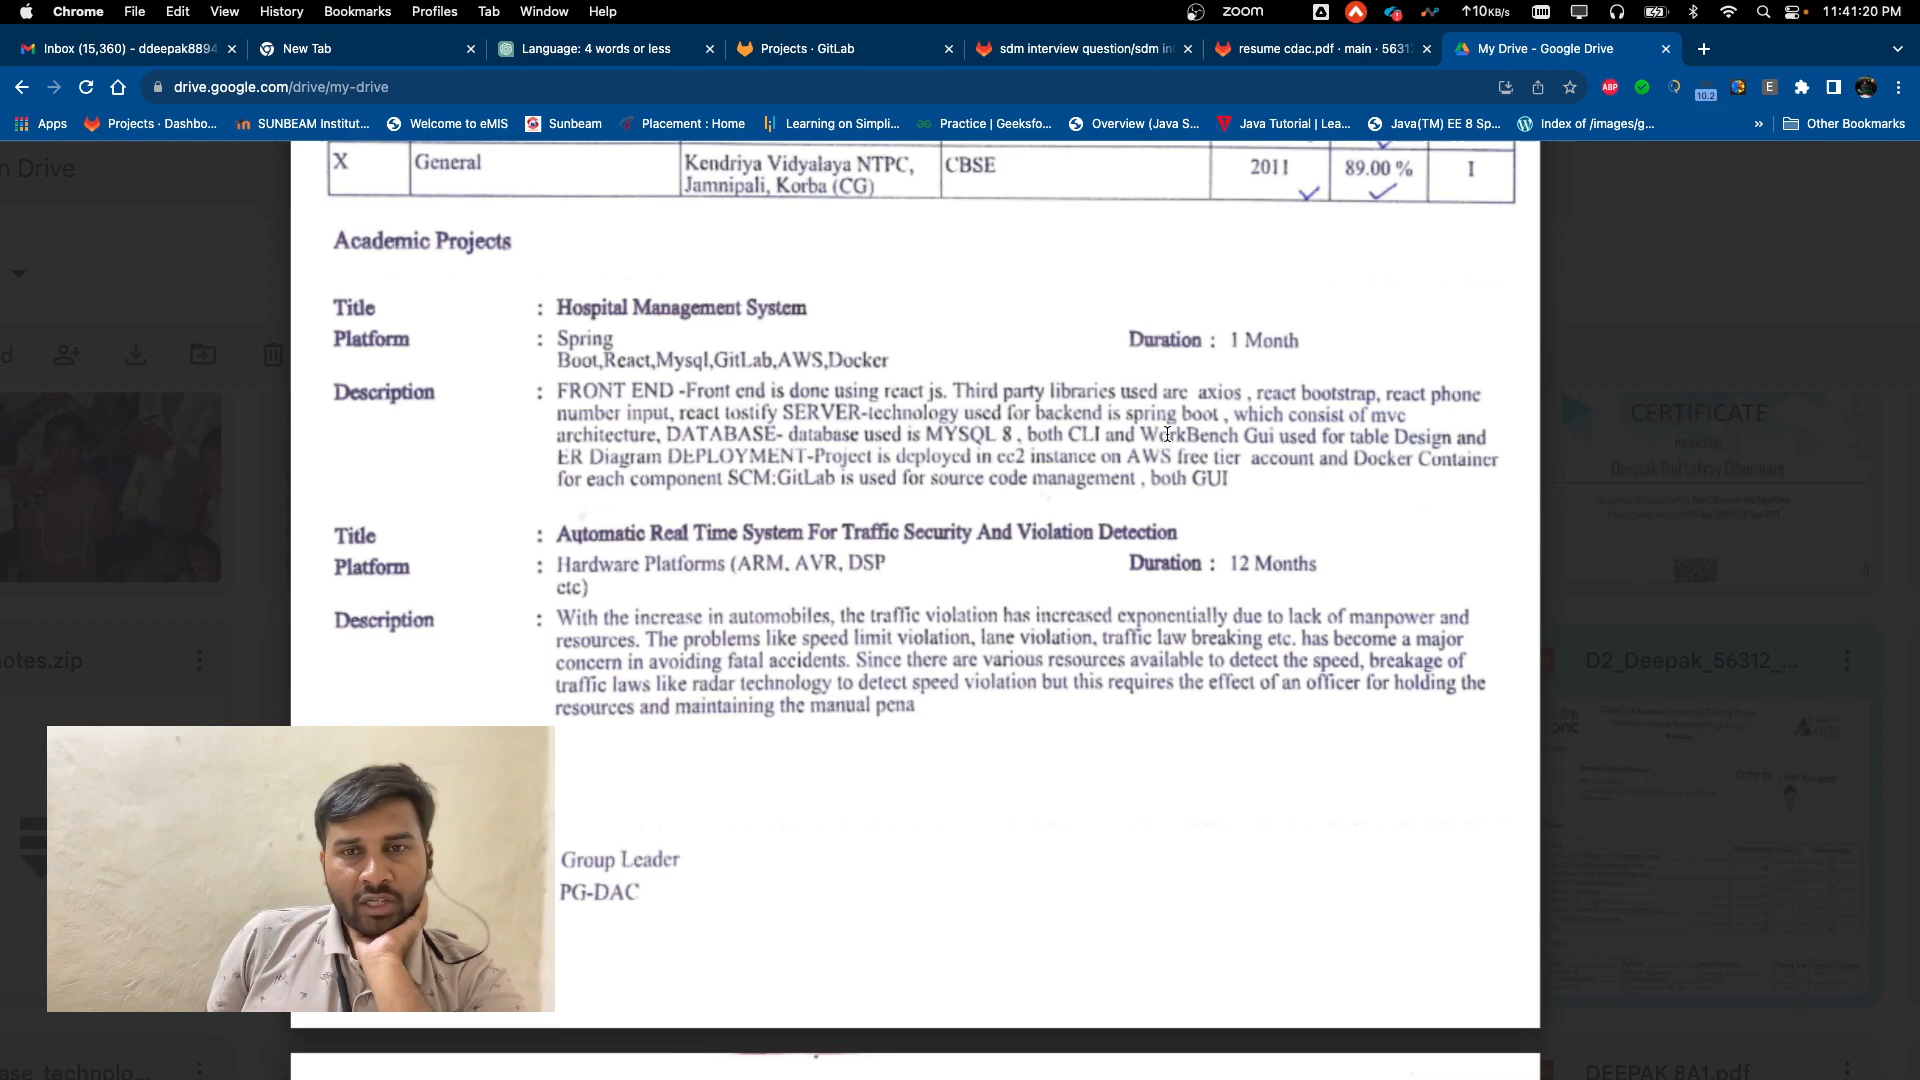 Chrome File Edit View History Bookmarks Profiles Tab Window Help zoom ↑10KB/s 11:41:20 PM
Inbox (15,360) - ddeepak8894 New Tab Language: 4 words or less Projects · GitLab sdm interview question/sdm in resume cdac.pdf · main · 5631 My Drive - Google Drive
drive.google.com/drive/my-drive ABP 10.2 E
Apps Projects · Dashbo... SUNBEAM Institut... Welcome to eMIS Sunbeam Placement : Home Learning on Simpli... Practice | Geeksfo... Overview (Java S... Java Tutorial | Lea... Java(TM) EE 8 Sp... Index of /images/g... » Other Bookmarks
n Drive
X General Kendriya Vidyalaya NTPC, CBSE 2011 89.00 % I
Jamnipali, Korba (CG)
Academic Projects
Title : Hospital Management System
Platform : Spring Duration : 1 Month
Boot,React,Mysql,GitLab,AWS,Docker
Description : FRONT END -Front end is done using react js. Third party libraries used are axios , react bootstrap, react phone
number input, react tostify SERVER-technology used for backend is spring boot , which consist of mvc
architecture, DATABASE- database used is MYSQL 8 , both CLI and WorkBench Gui used for table Design and
ER Diagram DEPLOYMENT-Project is deployed in ec2 instance on AWS free tier account and Docker Container
for each component SCM:GitLab is used for source code management , both GUI
Title : Automatic Real Time System For Traffic Security And Violation Detection
Platform : Hardware Platforms (ARM, AVR, DSP Duration : 12 Months
etc)
Description : With the increase in automobiles, the traffic violation has increased exponentially due to lack of manpower and
resources. The problems like speed limit violation, lane violation, traffic law breaking etc. has become a major
concern in avoiding fatal accidents. Since there are various resources available to detect the speed, breakage of
traffic laws like radar technology to detect speed violation but this requires the effect of an officer for holding the
resources and maintaining the manual pena
Group Leader
PG-DAC
CERTIFICATE
Deepak Dattatray Dhormare
notes.zip
D2_Deepak_56312_...
ase_technolo...
DEEPAK 8A1.pdf